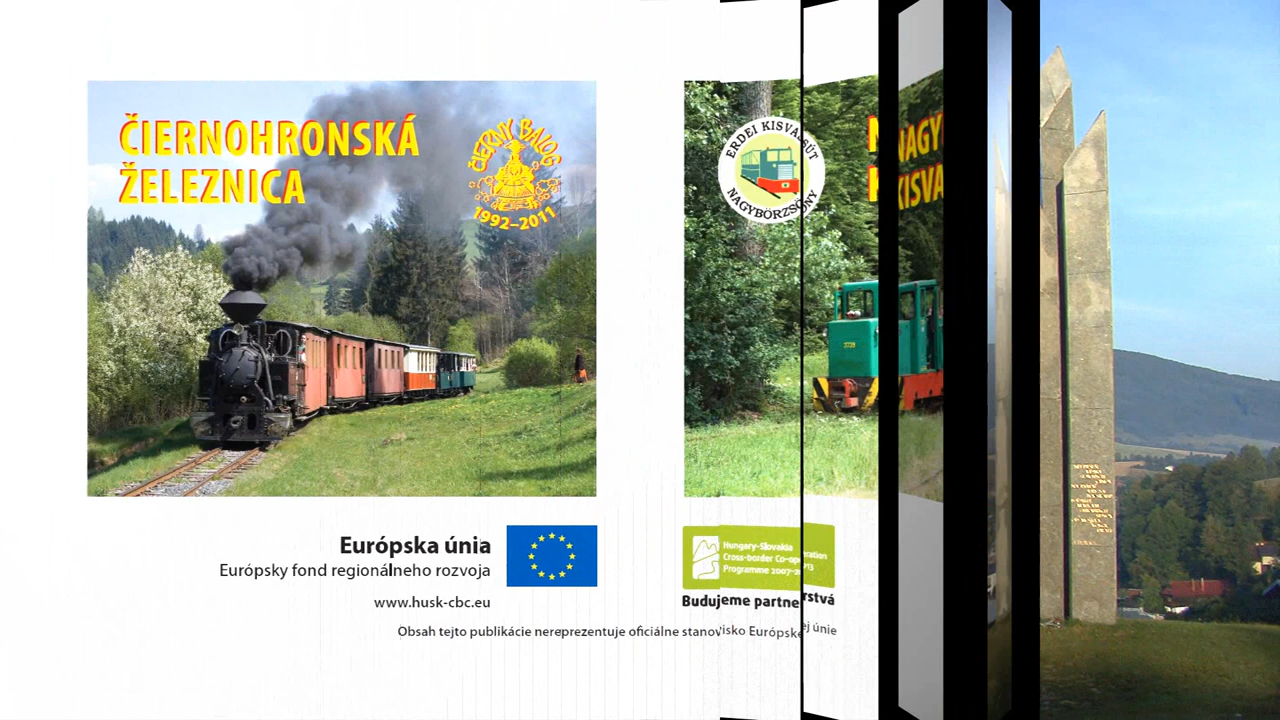 ČIERNOHRONSKÁ
ŽELEZNICA
ČIERNY BALOG
1992–2011
ERDEI KISVASÚT
NAGYBÖRZSÖNY
NAGY
KISVA
Európska únia
Európsky fond regionálneho rozvoja
www.husk-cbc.eu
Hungary-Slovakia
Cross-border Co-operation
Programme 2007-2013
Budujeme partnerstvá
Obsah tejto publikácie nereprezentuje oficiálne stanovisko Európskej únie